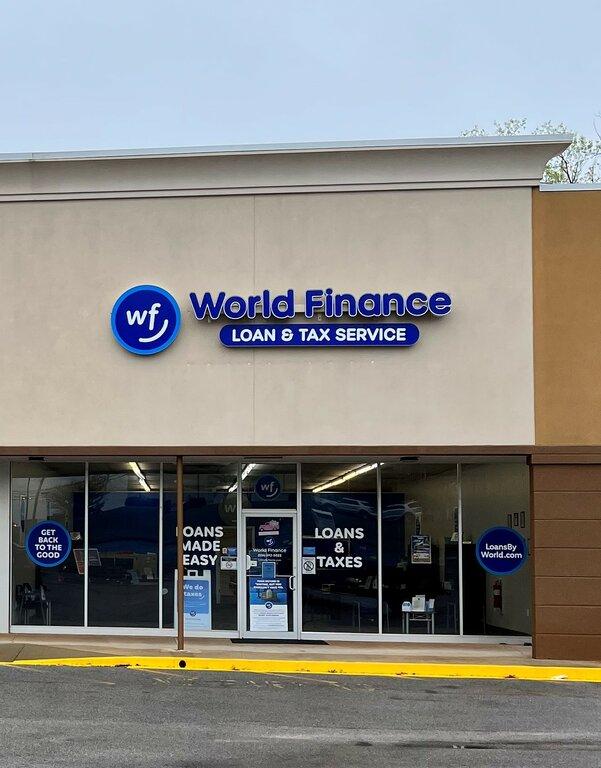 wf
World Finance
LOAN & TAX SERVICE
GET
BACK TO
THE
GOOD
LOANS
MADE
EASY
We do
taxes
wf
World Finance
LOANS
&
TAXES
LoansBy
World.com